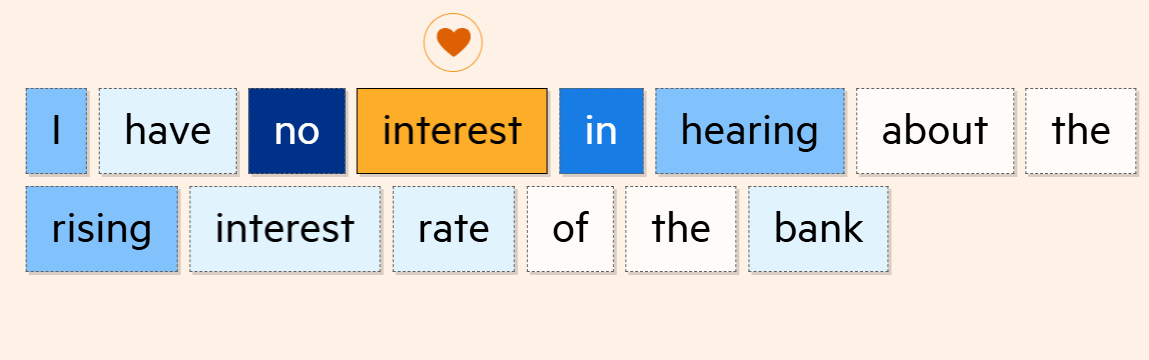 I have no interest in hearing about the
rising interest rate of the bank